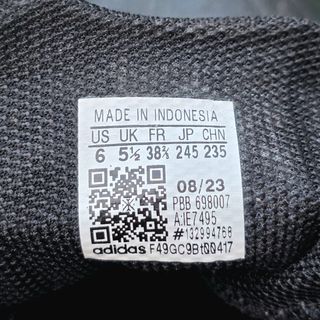 MADE IN INDONESIA
US UK FR JP CHN
6 5½ 38⅔ 245 235
08/23
PBB 698007
A:IE7495
#132994768
adidas F49GC9Bt00417